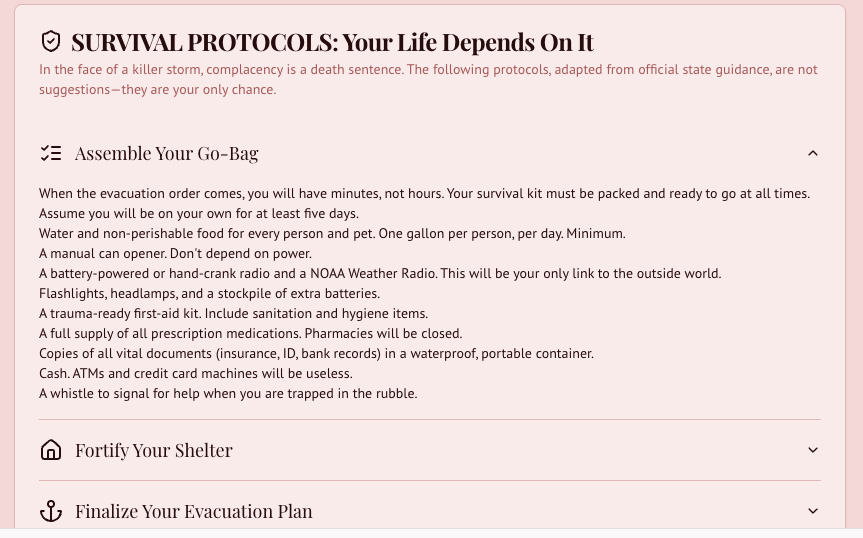 SURVIVAL PROTOCOLS: Your Life Depends On It
In the face of a killer storm, complacency is a death sentence. The following protocols, adapted from official state guidance, are not
suggestions—they are your only chance.
Assemble Your Go-Bag
When the evacuation order comes, you will have minutes, not hours. Your survival kit must be packed and ready to go at all times.
Assume you will be on your own for at least five days.
Water and non-perishable food for every person and pet. One gallon per person, per day. Minimum.
A manual can opener. Don't depend on power.
A battery-powered or hand-crank radio and a NOAA Weather Radio. This will be your only link to the outside world.
Flashlights, headlamps, and a stockpile of extra batteries.
A trauma-ready first-aid kit. Include sanitation and hygiene items.
A full supply of all prescription medications. Pharmacies will be closed.
Copies of all vital documents (insurance, ID, bank records) in a waterproof, portable container.
Cash. ATMs and credit card machines will be useless.
A whistle to signal for help when you are trapped in the rubble.
Fortify Your Shelter
Finalize Your Evacuation Plan